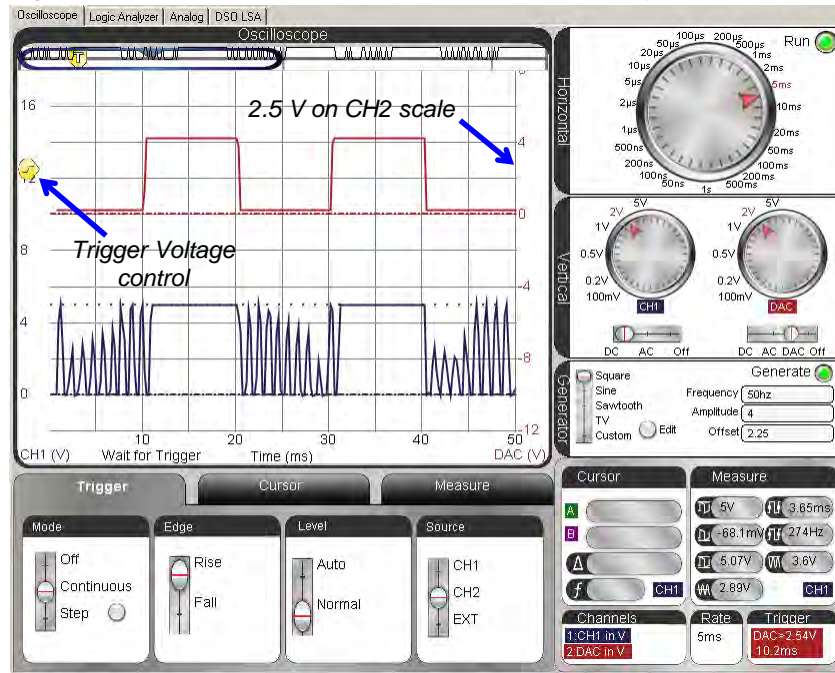 Oscilloscope Logic Analyzer Analog DSO LSA
Oscilloscope
16
12
8
4
0
4
0
-4
-8
-12
2.5 V on CH2 scale
Trigger Voltage
control
10 20 30 40 50
CH1 (V) Wait for Trigger Time (ms) DAC (V)
Horizontal
Run
50ns
100ns
200ns
500ns
1µs
2µs
5µs
10µs
20µs
50µs
100µs
200µs
500µs
1ms
2ms
5ms
10ms
20ms
50ms
100ms
200ms
500ms
1s
Vertical
5V
2V
1V
0.5V
0.2V
100mV
CH1
DC AC Off
5V
2V
1V
0.5V
0.2V
100mV
DAC
DC AC DAC Off
Generator
Square
Sine
Sawtooth
TV
Custom
Edit
Generate
Frequency 50hz
Amplitude 4
Offset 2.25
Trigger Cursor Measure
Mode
Off
Continuous
Step
Edge
Rise
Fall
Level
Auto
Normal
Source
CH1
CH2
EXT
Cursor
A
B
Δ
f CH1
Measure
5V 3.65ms
-68.1mV 274Hz
5.07V 3.6V
2.89V CH1
Channels
1:CH1 in V
2:DAC in V
Rate
5ms
Trigger
DAC=2.54V
10.2ms